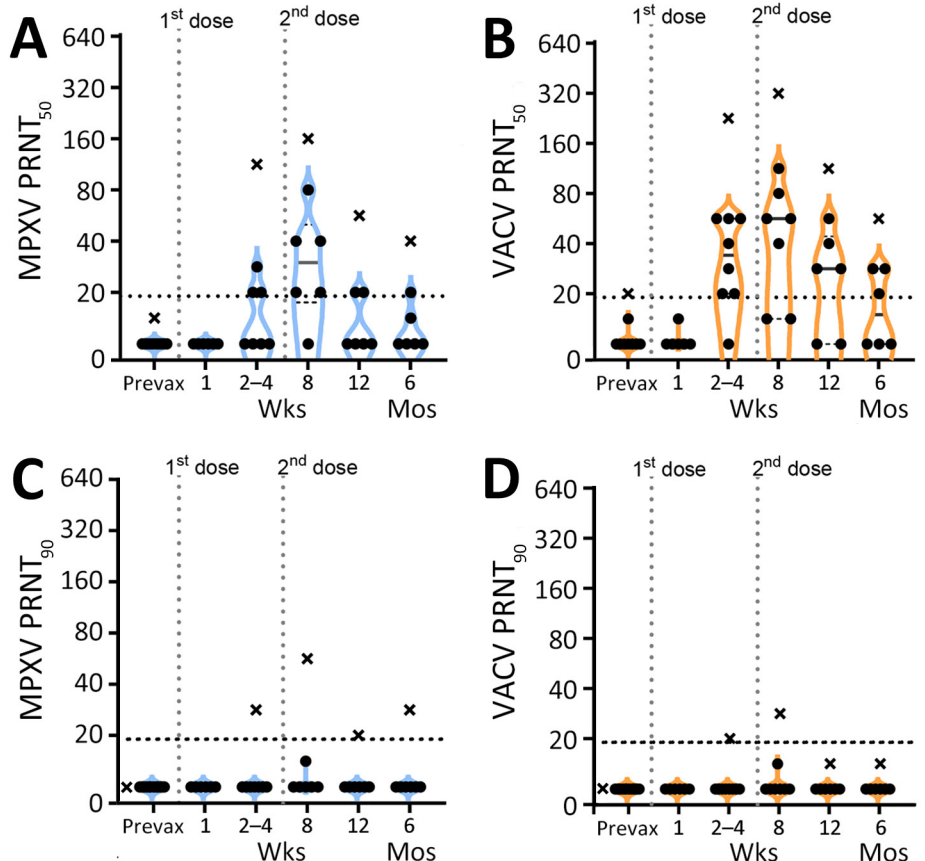 A
1st dose
2nd dose
MPXV PRNT50
640
320
160
80
40
20
0
Prevax
1
2–4
8
12
6
Wks
Mos
B
1st dose
2nd dose
VACV PRNT50
640
320
160
80
40
20
0
Prevax
1
2–4
8
12
6
Wks
Mos
C
1st dose
2nd dose
MPXV PRNT90
640
320
160
80
40
20
0
Prevax
1
2–4
8
12
6
Wks
Mos
D
1st dose
2nd dose
VACV PRNT90
640
320
160
80
40
20
0
Prevax
1
2–4
8
12
6
Wks
Mos